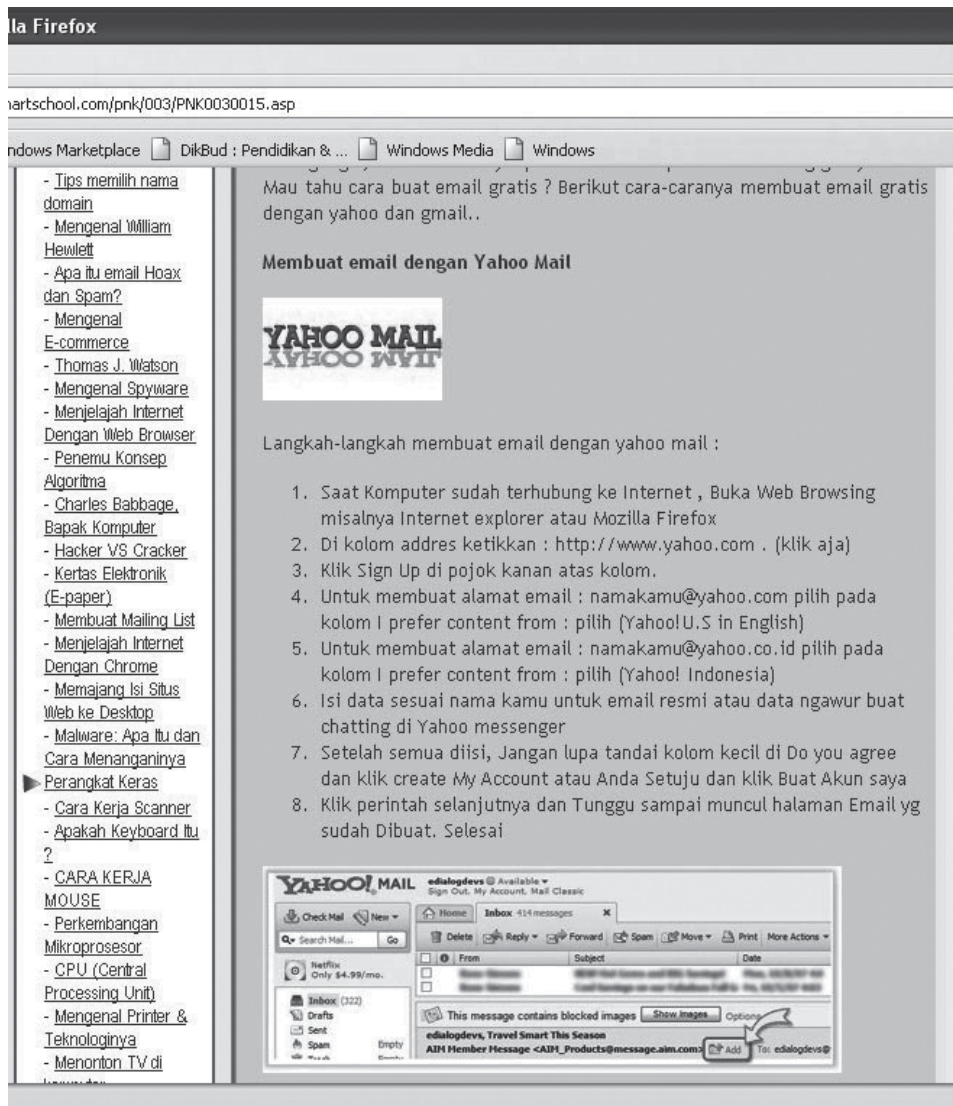 lla Firefox
nartschool.com/pnk/003/PNK0030015.asp
ndows Marketplace DikBud : Pendidikan & ... Windows Media Windows
- Tips memilih nama
domain
- Mengenal William
Hewlett
- Apa itu email Hoax
dan Spam?
- Mengenal
E-commerce
- Thomas J. Watson
- Mengenal Spyware
- Menjelajah Internet
Dengan Web Browser
- Penemu Konsep
Algoritma
- Charles Babbage,
Bapak Komputer
- Hacker VS Cracker
- Kertas Elektronik
(E-paper)
- Membuat Mailing List
- Menjelajah Internet
Dengan Chrome
- Memajang Isi Situs
Web ke Desktop
- Malware: Apa Itu dan
Cara Menanganinya
Perangkat Keras
- Cara Kerja Scanner
- Apakah Keyboard Itu
?
- CARA KERJA
MOUSE
- Perkembangan
Mikroprosesor
- CPU (Central
Processing Unit)
- Mengenal Printer &
Teknologinya
- Menonton TV di
Mau tahu cara buat email gratis ? Berikut cara-caranya membuat email gratis
dengan yahoo dan gmail..
Membuat email dengan Yahoo Mail
YAHOO MAIL
Langkah-langkah membuat email dengan yahoo mail :
1. Saat Komputer sudah terhubung ke Internet , Buka Web Browsing
misalnya Internet explorer atau Mozilla Firefox
2. Di kolom addres ketikkan : http://www.yahoo.com . (klik aja)
3. Klik Sign Up di pojok kanan atas kolom.
4. Untuk membuat alamat email : namakamu@yahoo.com pilih pada
kolom I prefer content from : pilih (Yahoo!U.S in English)
5. Untuk membuat alamat email : namakamu@yahoo.co.id pilih pada
kolom I prefer content from : pilih (Yahoo! Indonesia)
6. Isi data sesuai nama kamu untuk email resmi atau data ngawur buat
chatting di Yahoo messenger
7. Setelah semua diisi, Jangan lupa tandai kolom kecil di Do you agree
dan klik create My Account atau Anda Setuju dan klik Buat Akun saya
8. Klik perintah selanjutnya dan Tunggu sampai muncul halaman Email yg
sudah Dibuat. Selesai
YAHOO! MAIL edialogdevs Available
Sign Out, My Account, Mail Classic
Check Mail New Home Inbox 414 messages X
Search Mail... Go Delete Reply Forward Spam Move Print More Actions
From Subject Date
Netflix
Only $4.99/mo.
Inbox (322)
Drafts
Sent
Spam Empty
This message contains blocked images Show Images Options
edialogdevs, Travel Smart This Season
AIM Member Message <AIM_Products@message.aim.com> Add To: edialogdevs@